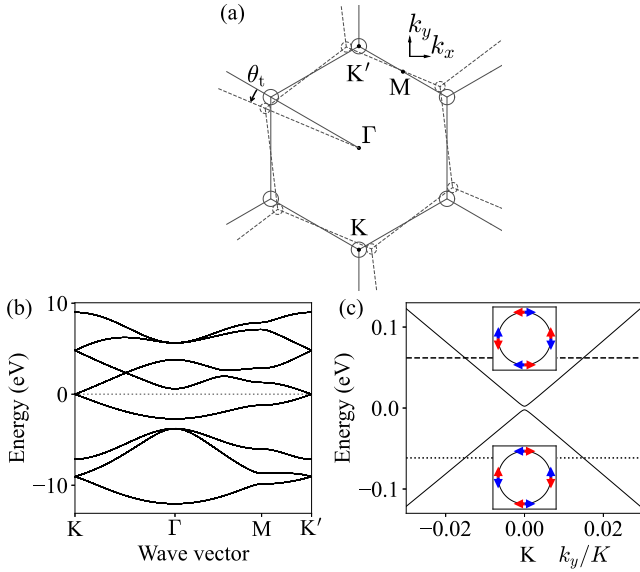 (a)
k_y
k_x
K′
M
θ_t
Γ
K
(b)
10
0
−10
Energy (eV)
K
Γ
M
K′
Wave vector
(c)
0.1
0.0
−0.1
Energy (eV)
−0.02
0.00
0.02
K
k_y/K